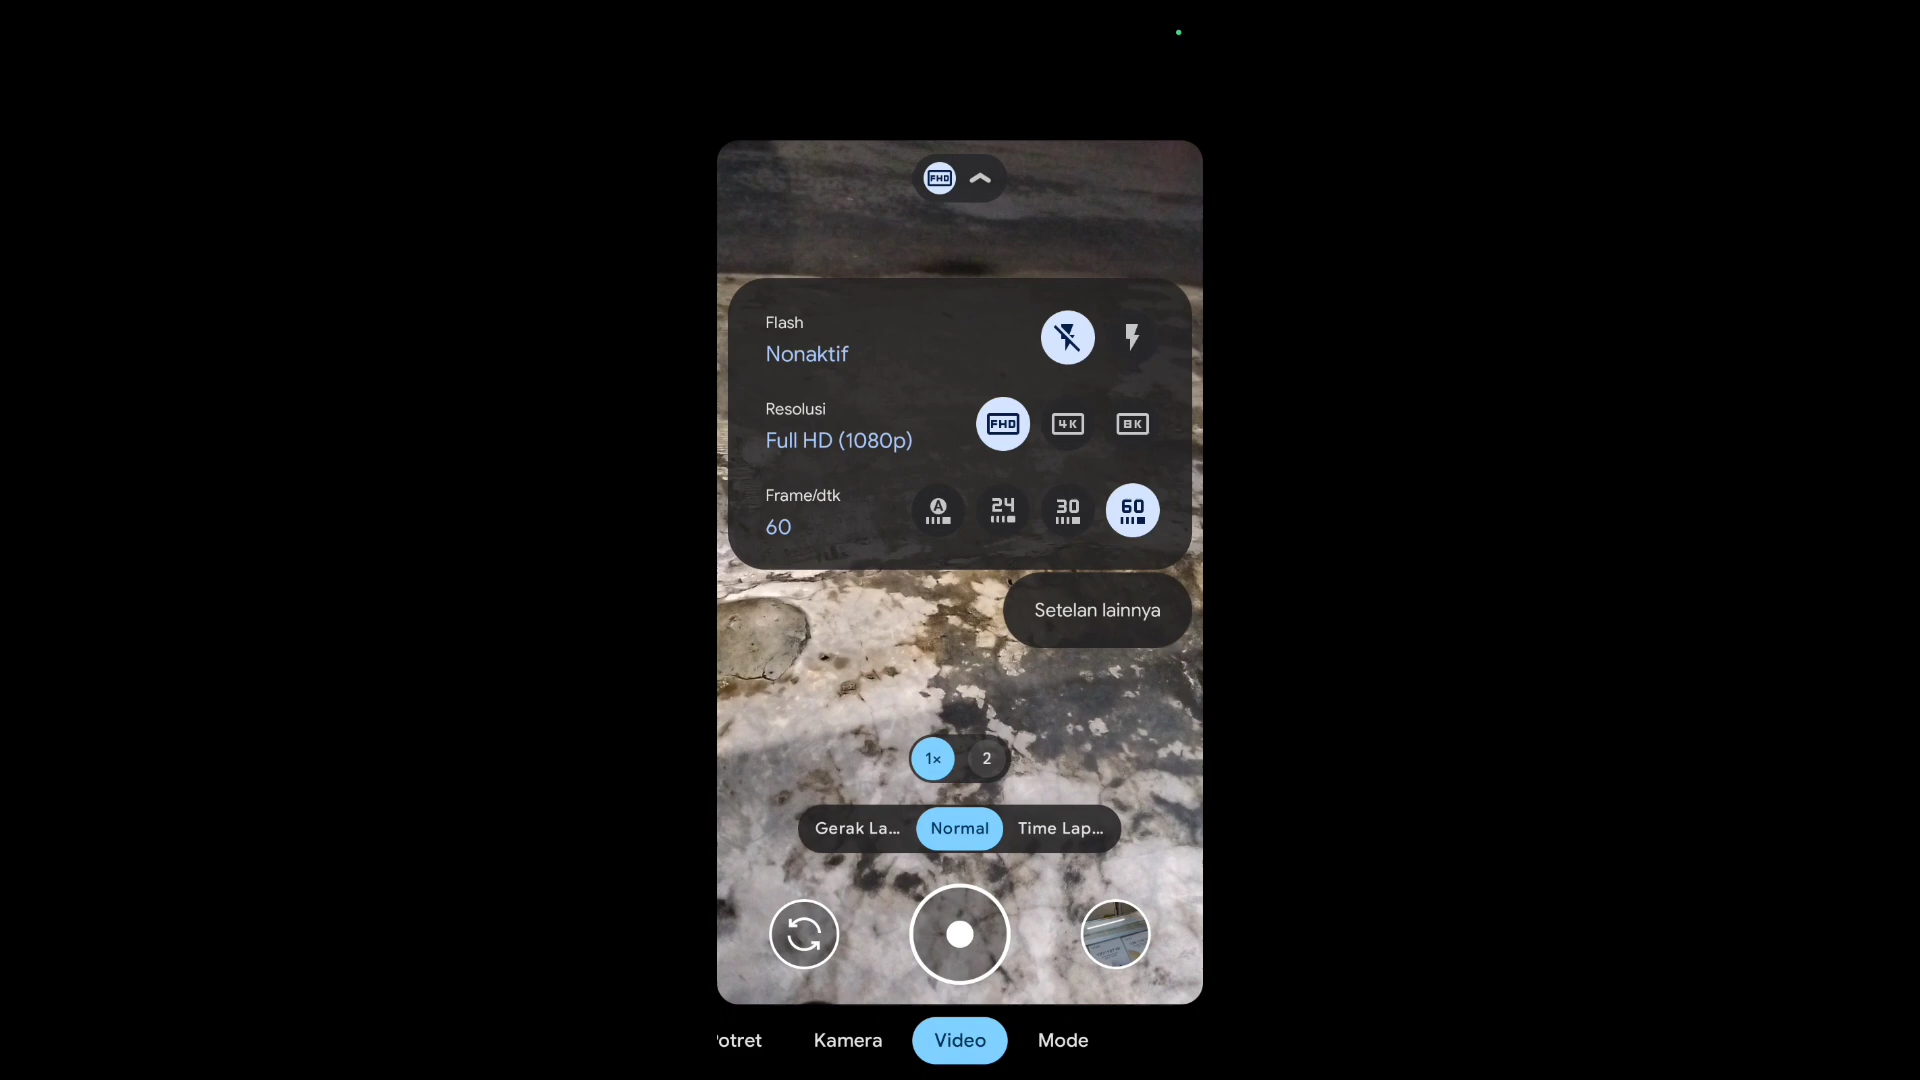 FHD
Flash
Nonaktif
Resolusi
Full HD (1080p)
FHD
4K
8K
Frame/dtk
60
A
24
30
60
Setelan lainnya
1×
2
Gerak La...
Normal
Time Lap...
otret
Kamera
Video
Mode